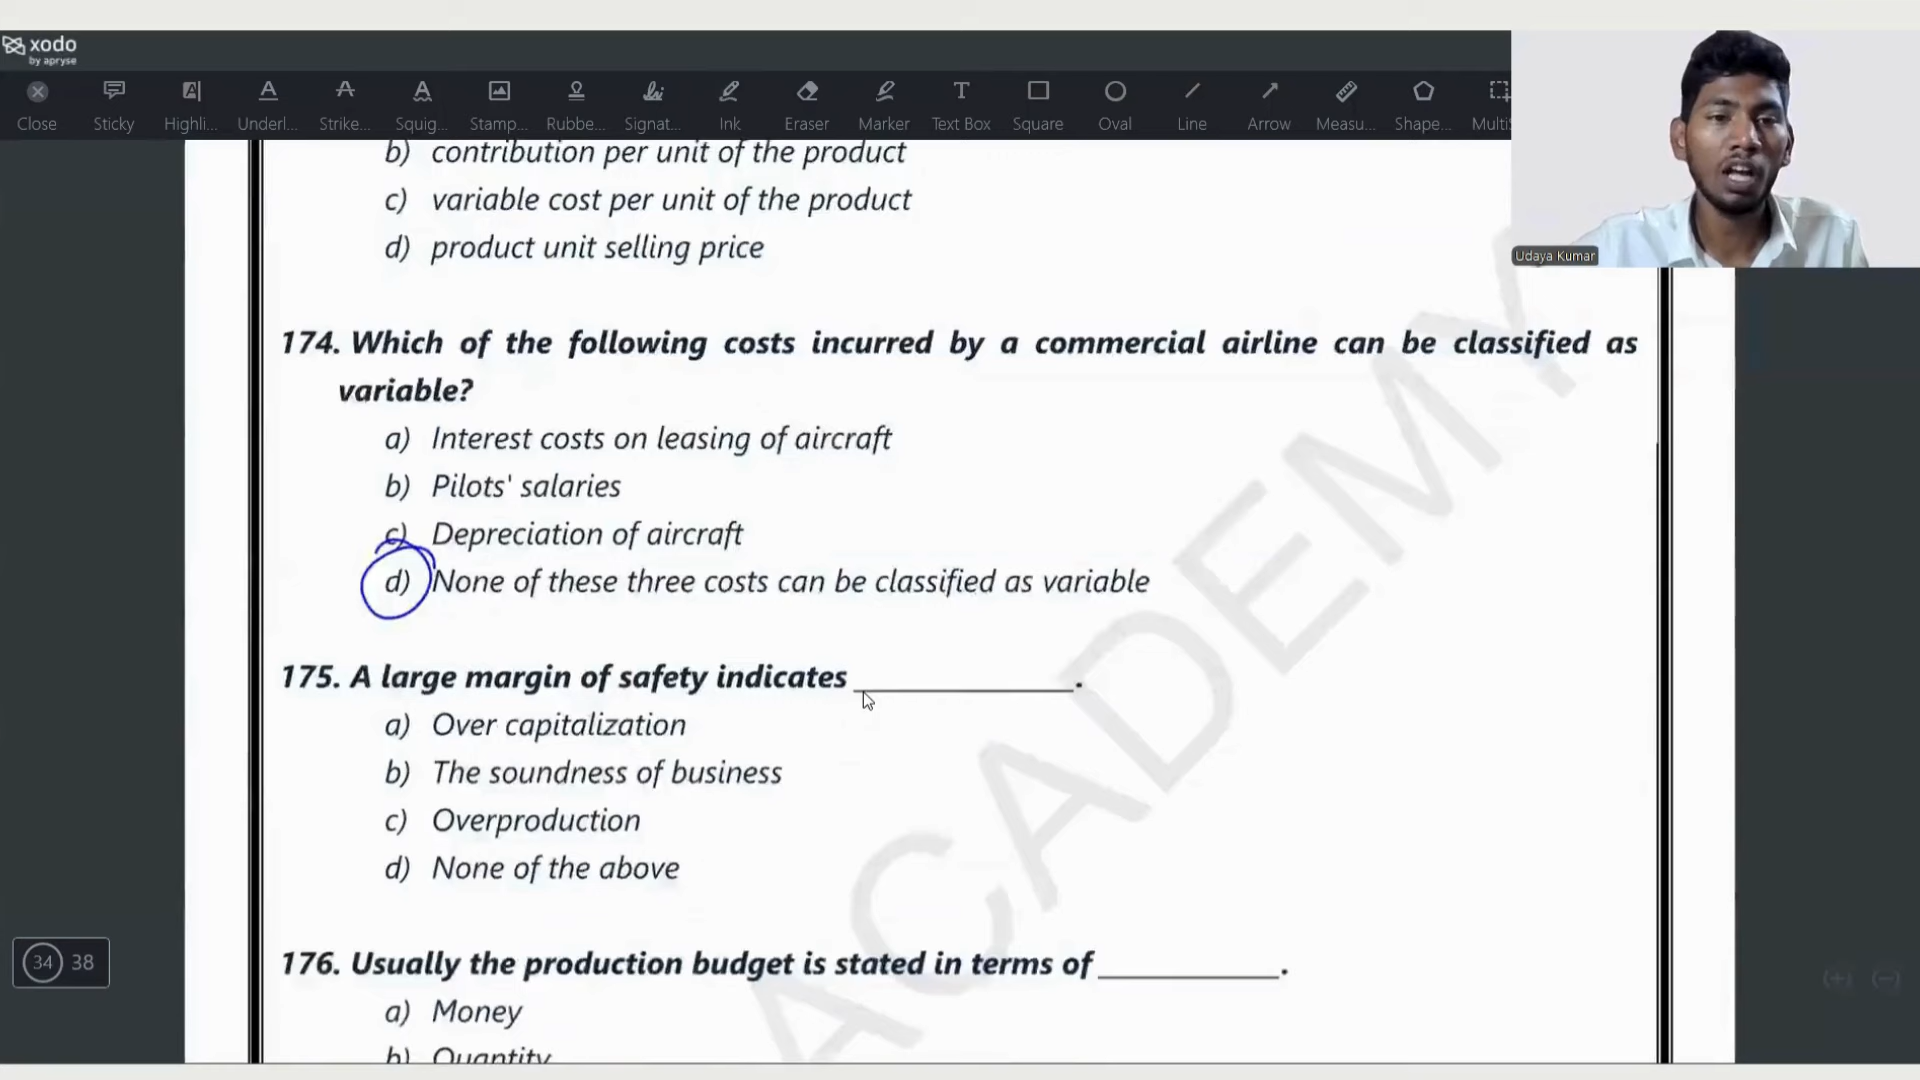 xodo
by apryse
Close Sticky Highli... Underl... Strike... Squig... Stamp... Rubbe... Signat... Ink Eraser Marker Text Box Square Oval Line Arrow Measu... Shape... Multi
b) contribution per unit of the product
c) variable cost per unit of the product
d) product unit selling price
Udaya Kumar
174. Which of the following costs incurred by a commercial airline can be classified as
variable?
a) Interest costs on leasing of aircraft
b) Pilots' salaries
c) Depreciation of aircraft
d) None of these three costs can be classified as variable
175. A large margin of safety indicates ______________.
a) Over capitalization
b) The soundness of business
c) Overproduction
d) None of the above
176. Usually the production budget is stated in terms of ____________.
a) Money
b) Quantity
34 38
ACADEMY